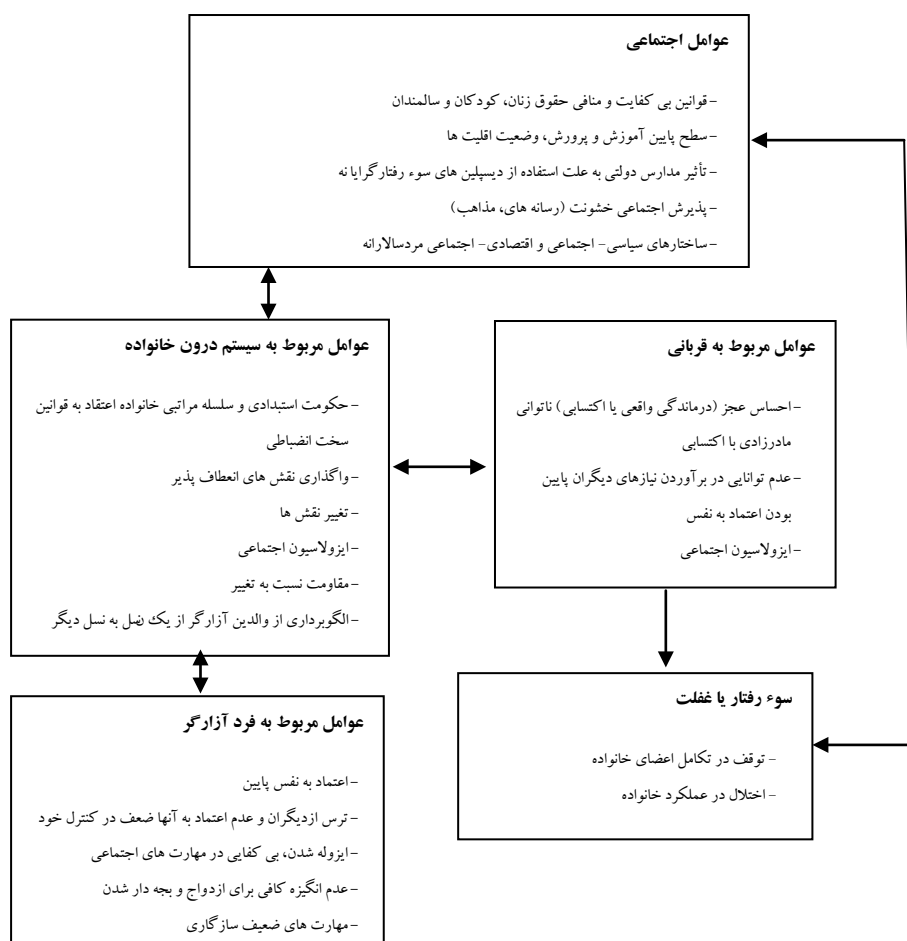 عوامل اجتماعی
-قوانین بی کفایت و منافی حقوق زنان، کودکان و سالمندان
-سطح پایین آموزش و پرورش، وضعیت اقلیت ها
-تأثیر مدارس دولتی به علت استفاده از دیسپلین های سوء رفتارگرایا نه
-پذیرش اجتماعی خشونت (رسانه های، مذاهب)
-ساختارهای سیاسی- اجتماعی و اقتصادی- اجتماعی مردسالارانه
عوامل مربوط به قربانی
-احساس عجز (درماندگی واقعی یا اکتسابی) ناتوانی
مادرزادی با اکتسابی
-عدم توانایی در برآوردن نیازهای دیگران پایین
بودن اعتماد به نفس
-ایزولاسیون اجتماعی
عوامل مربوط به سیستم درون خانواده
-حکومت استبدادی و سلسله مراتبی خانواده اعتقاد به قوانین
سخت انضباطی
-واگذاری نقش های انعطاف پذیر
-تغییر نقش ها
-ایزولاسیون اجتماعی
-مقاومت نسبت به تغییر
-الگوبرداری از والدین آزارگر از یک به نسل دیگر
سوء رفتار یا غفلت
- توقف در تکامل اعضای خانواده
- اختلال در عملکرد خانواده
عوامل مربوط به فرد آزارگر
-اعتماد به نفس پایین
-ترس ازدیگران و عدم اعتماد به آنها ضعف در کنترل خود
-ایزوله شدن، بی کفایی در مهارت های اجتماعی
-عدم انگیزه کافی برای ازدواج و بجه دار شدن
-مهارت های ضعیف سازگاری